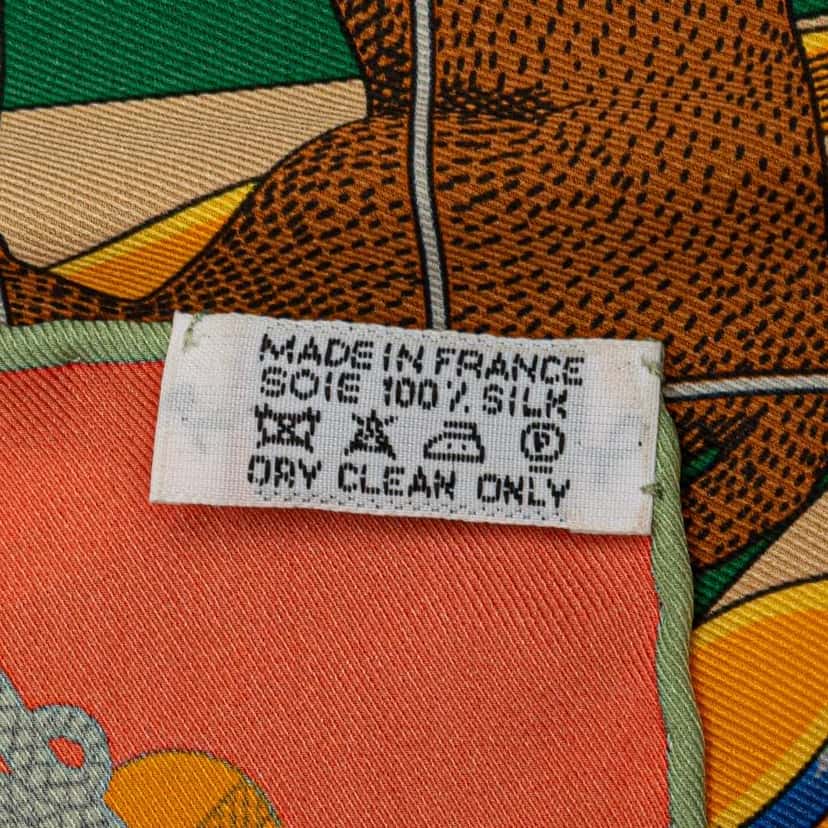 MADE IN FRANCE
SOIE 100% SILK
P
DRY CLEAN ONLY